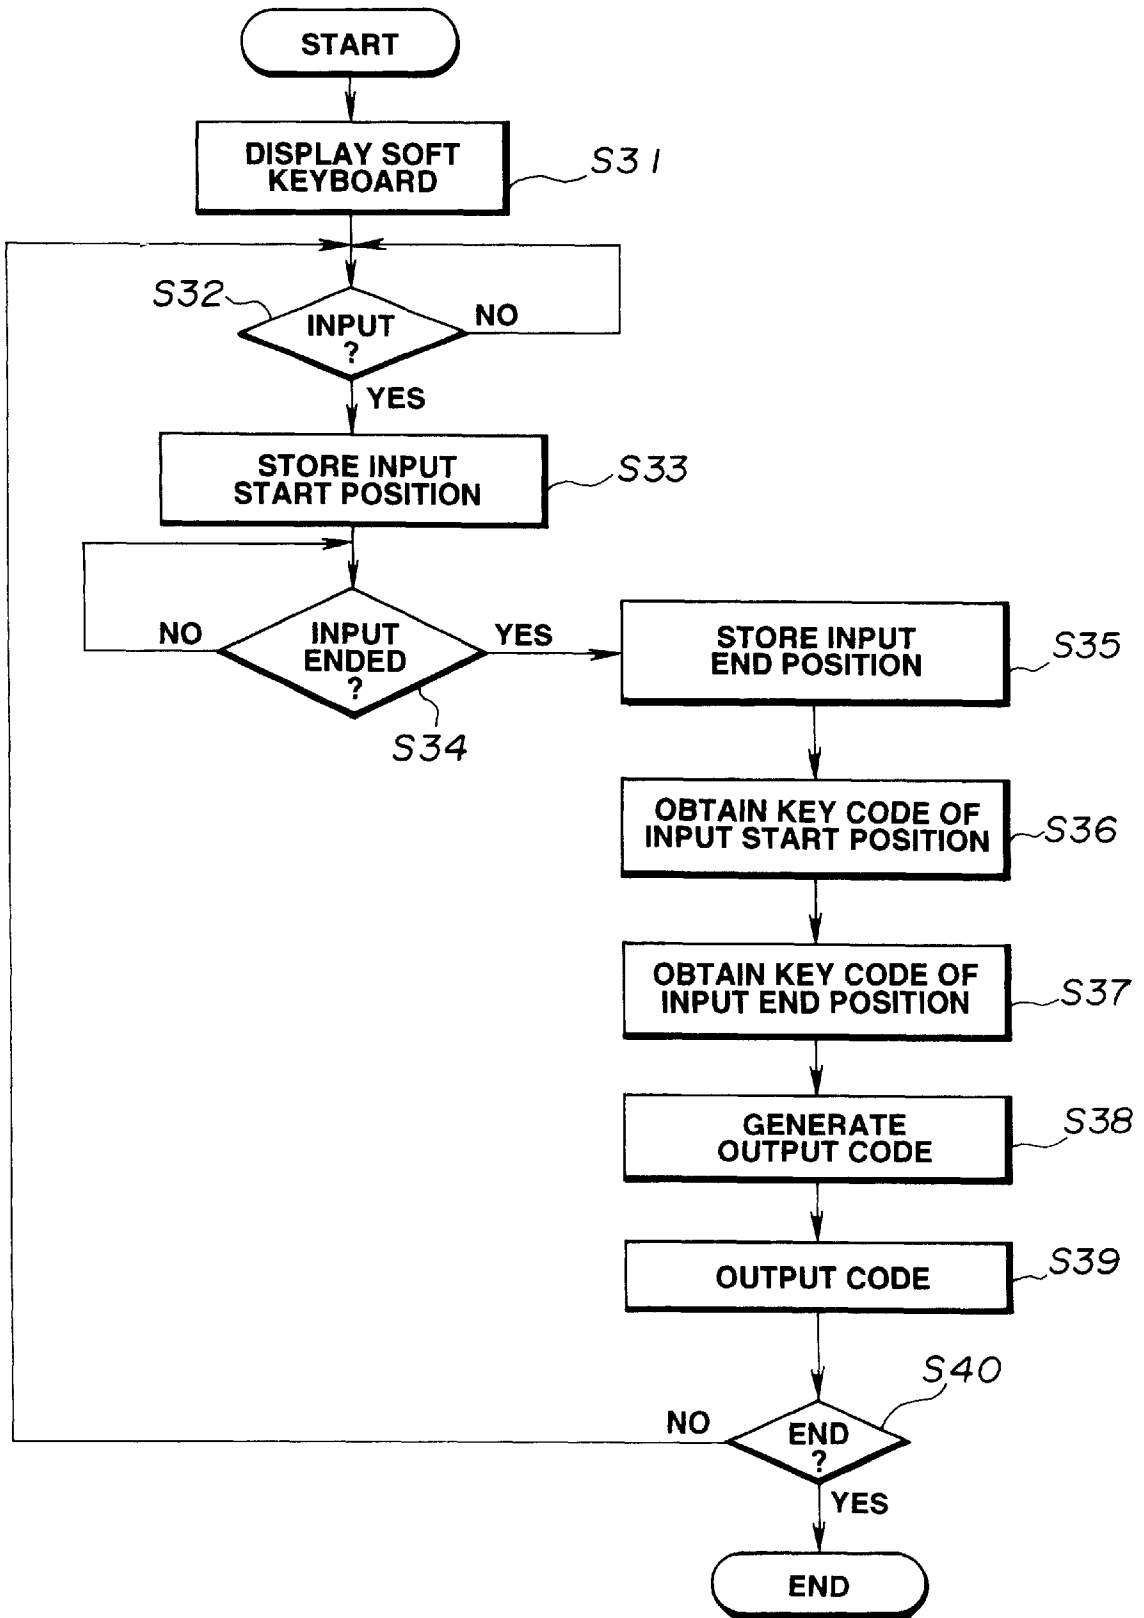 START
DISPLAY SOFT
KEYBOARD
S31
S32
INPUT
?
NO
YES
STORE INPUT
START POSITION
S33
NO
INPUT
ENDED
?
YES
S34
STORE INPUT
END POSITION
S35
OBTAIN KEY CODE OF
INPUT START POSITION
S36
OBTAIN KEY CODE OF
INPUT END POSITION
S37
GENERATE
OUTPUT CODE
S38
OUTPUT CODE
S39
S40
NO
END
?
YES
END